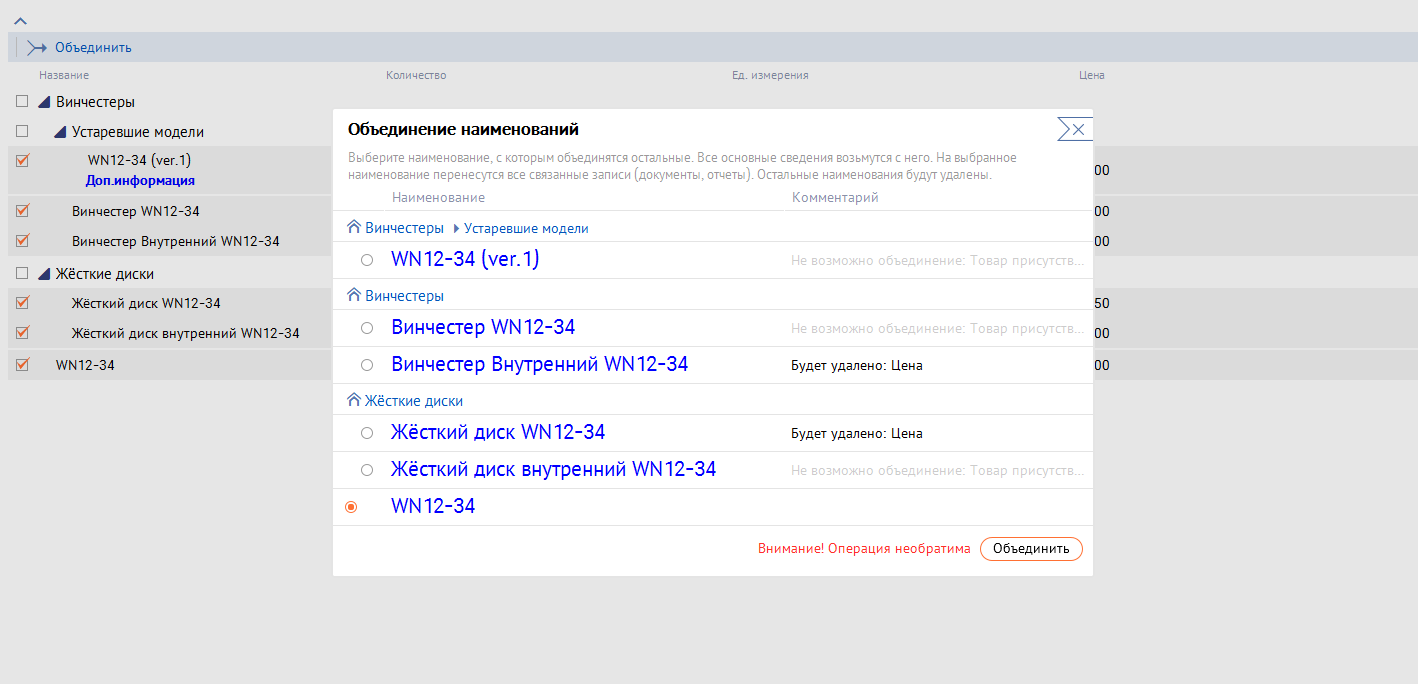 Объединить
Название Количество Ед. измерения Цена
Винчестеры
Устаревшие модели
WN12-34 (ver.1)
Доп.информация
00
Винчестер WN12-34
00
Винчестер Внутренний WN12-34
00
Жёсткие диски
Жёсткий диск WN12-34
50
Жёсткий диск внутренний WN12-34
00
WN12-34
00
Объединение наименований
Выберите наименование, с которым объединятся остальные. Все основные сведения возьмутся с него. На выбранное
наименование перенесутся все связанные записи (документы, отчеты). Остальные наименования будут удалены.
Наименование Комментарий
Винчестеры Устаревшие модели
WN12-34 (ver.1) Не возможно объединение: Товар присутств...
Винчестеры
Винчестер WN12-34 Не возможно объединение: Товар присутств...
Винчестер Внутренний WN12-34 Будет удалено: Цена
Жёсткие диски
Жёсткий диск WN12-34 Будет удалено: Цена
Жёсткий диск внутренний WN12-34 Не возможно объединение: Товар присутств...
WN12-34
Внимание! Операция необратима Объединить